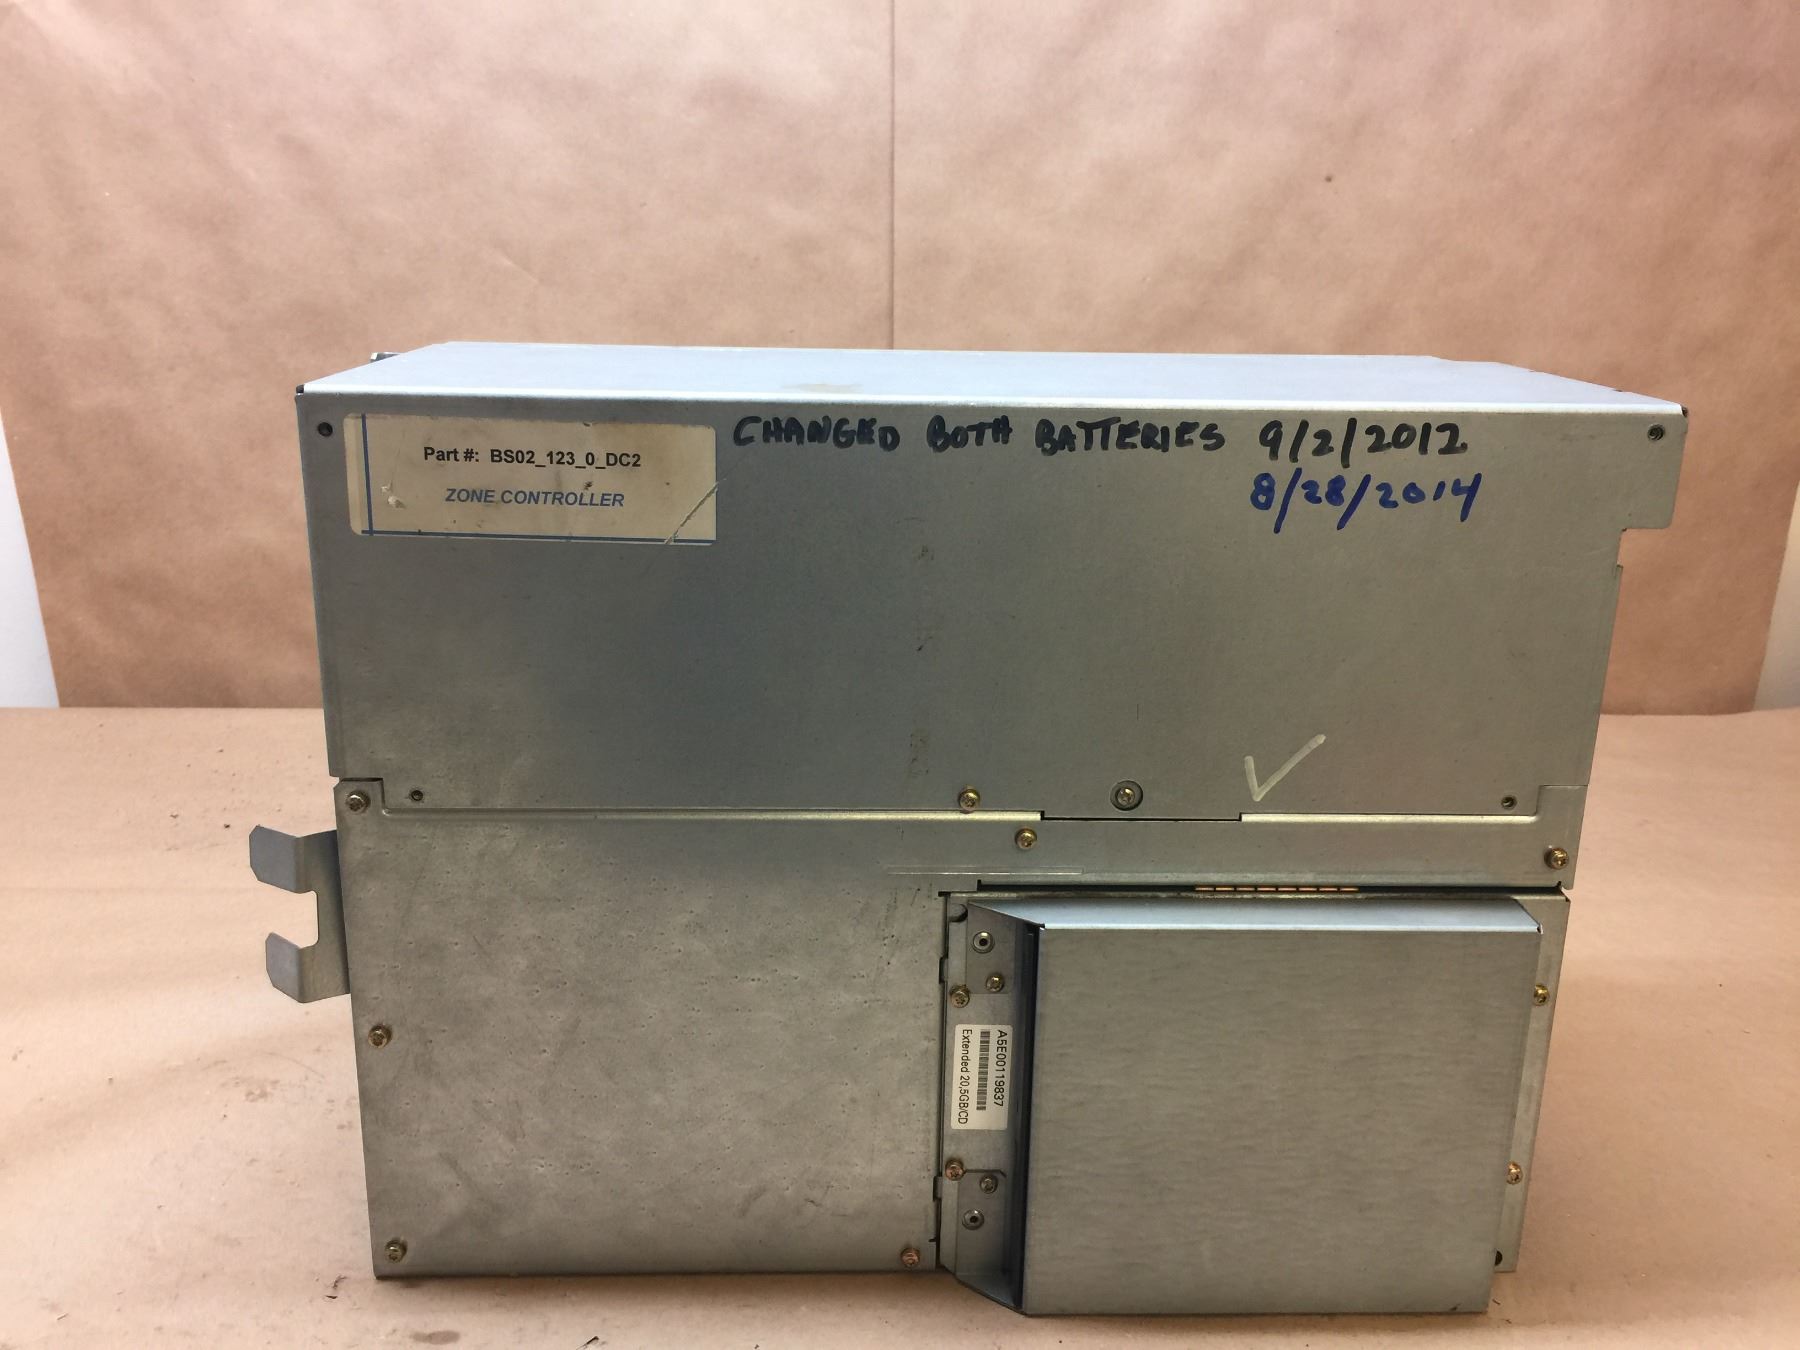 Part #: BS02_123_0_DC2
ZONE CONTROLLER
CHANGED BOTH BATTERIES 9/2/2012
8/28/2014
A5E00119837
Extended 20,5GB/CD